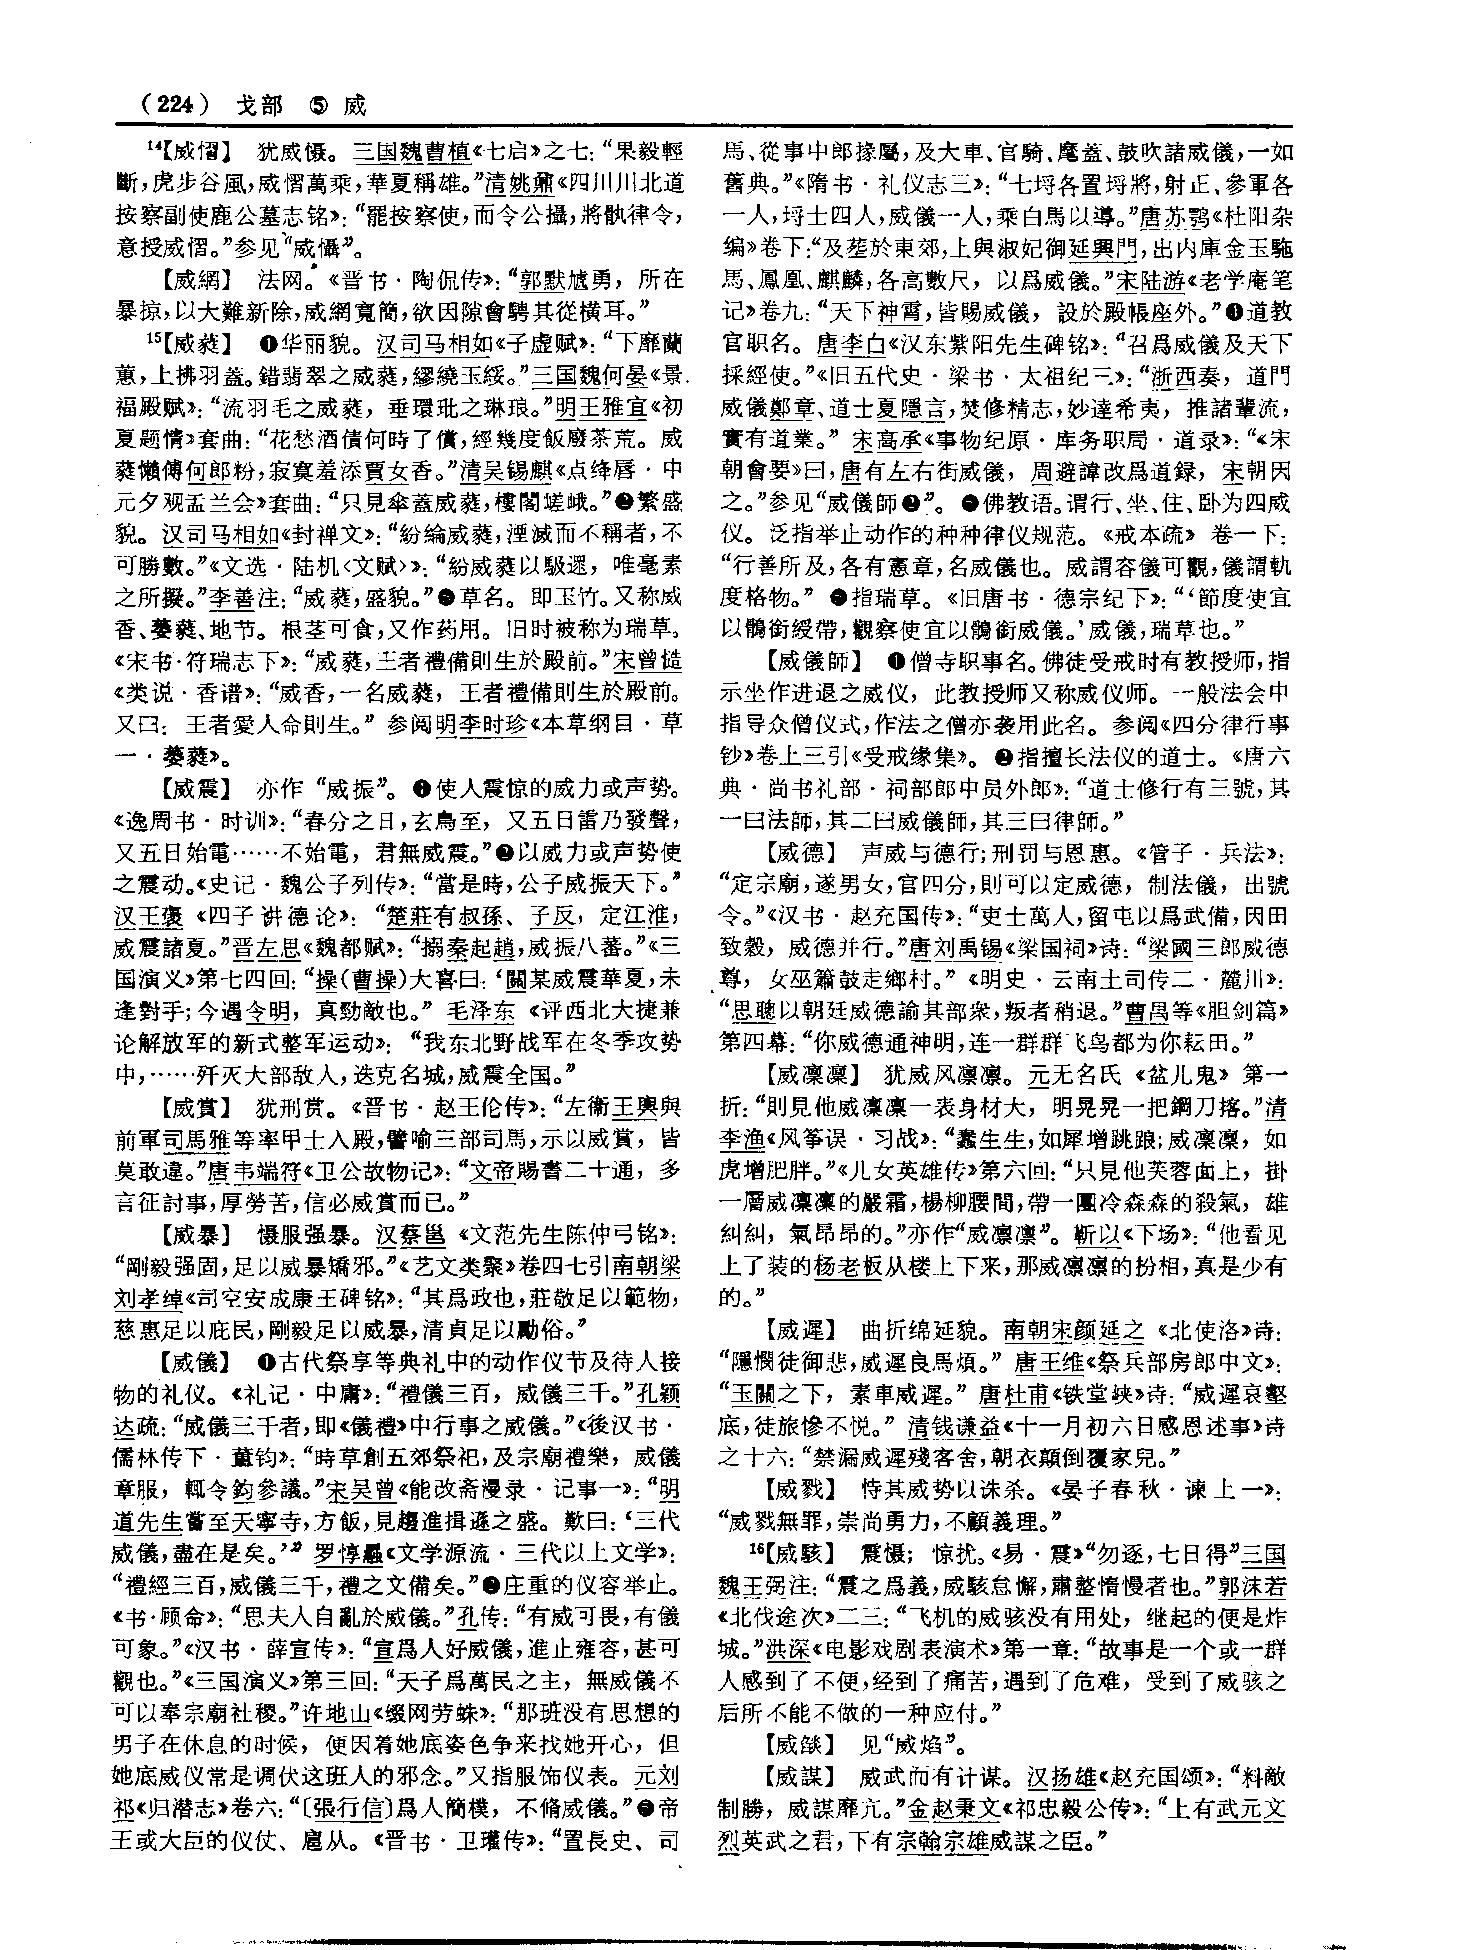 （224） 戈部 ⑤ 威
14【威慴】 犹威慑。三国魏曹植《七启》之七：“果毅輕
斷，虎步谷風，威慴萬乘，華夏稱雄。”清姚鼐《四川川北道
按察副使鹿公墓志铭》：“罷按察使，而令公攝，將執律令，
意授威慴。”参见“威懾”。
【威網】 法网。《晋书·陶侃传》：“郭默虓勇，所在
暴掠，以大難新除，威網寬簡，欲因隙會騁其從横耳。”
15【威蕤】 ❶华丽貌。汉司马相如《子虚赋》：“下靡蘭
蕙，上拂羽蓋。錯翡翠之威蕤，繆繞玉綏。”三国魏何晏《景
福殿赋》：“流羽毛之威蕤，垂環玭之琳琅。”明王雅宜《初
夏题情》套曲：“花愁酒債何時了償，經幾度飯廢茶荒。威
蕤懶傅何郎粉，寂寞羞添賈女香。”清吴锡麒《点绛唇·中
元夕观盂兰会》套曲：“只見傘蓋威蕤，樓閣嵯峨。”❷繁盛
貌。汉司马相如《封禅文》：“紛綸威蕤，湮滅而不稱者，不
可勝數。”《文选·陆机〈文赋〉》：“紛威蕤以馺遝，唯毫素
之所擬。”李善注：“威蕤，盛貌。”❸草名。即玉竹。又称威
香、萎蕤、地节。根茎可食，又作药用。旧时被称为瑞草。
《宋书·符瑞志下》：“威蕤，王者禮備則生於殿前。”宋曾慥
《类说·香谱》：“威香，一名威蕤，王者禮備則生於殿前。
又曰：王者愛人命則生。”参阅明李时珍《本草纲目·草
一·萎蕤》。
【威震】 亦作“威振”。❶使人震惊的威力或声势。
《逸周书·时训》：“春分之日，玄鳥至，又五日雷乃發聲，
又五日始電……不始電，君無威震。”❷以威力或声势使
之震动。《史记·魏公子列传》：“當是時，公子威振天下。”
汉王褒《四子讲德论》：“楚莊有叔孫、子反，定江淮，
威震諸夏。”晋左思《魏都赋》：“搦秦起趙，威振八蕃。”《三
国演义》第七四回：“操（曹操）大喜曰：‘關某威震華夏，未
逢對手；今遇令明，真勁敵也。”毛泽东《评西北大捷兼
论解放军的新式整军运动》：“我东北野战军在冬季攻势
中，……歼灭大部敌人，迭克名城，威震全国。”
【威賞】 犹刑赏。《晋书·赵王伦传》：“左衞王輿與
前軍司馬雅等率甲士入殿，譬喻三部司馬，示以威賞，皆
莫敢違。”唐韦端符《卫公故物记》：“文帝賜書二十通，多
言征討事，厚勞苦，信必威賞而已。”
【威暴】 慑服强暴。汉蔡邕《文范先生陈仲弓铭》：
“剛毅强固，足以威暴矯邪。”《艺文类聚》卷四七引南朝梁
刘孝绰《司空安成康王碑铭》：“其爲政也，莊敬足以範物，
慈惠足以庇民，剛毅足以威暴，清貞足以勵俗。”
【威儀】 ❶古代祭享等典礼中的动作仪节及待人接
物的礼仪。《礼记·中庸》：“禮儀三百，威儀三千。”孔颖
达疏：“威儀三千者，即《儀禮》中行事之威儀。”《後汉书·
儒林传下·董钧》：“時草創五郊祭祀，及宗廟禮樂，威儀
章服，輒令鈞參議。”宋吴曾《能改斋漫录·记事一》：“明
道先生嘗至天寧寺，方飯，見趨進揖遜之盛。歎曰：‘三代
威儀，盡在是矣。’”罗惇曧《文学源流·三代以上文学》：
“禮經三百，威儀三千，禮之文備矣。”❷庄重的仪容举止。
《书·顾命》：“思夫人自亂於威儀。”孔传：“有威可畏，有儀
可象。”《汉书·薛宣传》：“宣爲人好威儀，進止雍容，甚可
觀也。”《三国演义》第三回：“天子爲萬民之主，無威儀不
可以奉宗廟社稷。”许地山《缀网劳蛛》：“那班没有思想的
男子在休息的时候，便因着她底姿色争来找她开心，但
她底威仪常是调伏这班人的邪念。”又指服饰仪表。元刘
祁《归潜志》卷六：“〔張行信〕爲人簡樸，不脩威儀。”❸帝
王或大臣的仪仗、扈从。《晋书·卫瓘传》：“置長史、司
馬、從事中郎掾屬，及大車、官騎、麾蓋、鼓吹諸威儀，一如
舊典。”《隋书·礼仪志三》：“七埒各置埒將，射正、參軍各
一人，埒士四人，威儀一人，乘白馬以導。”唐苏鹗《杜阳杂
编》卷下：“及塟於東郊，上與淑妃御延興門，出内庫金玉駞
馬、鳳凰、麒麟，各高數尺，以爲威儀。”宋陆游《老学庵笔
记》卷九：“天下神霄，皆賜威儀，設於殿帳座外。”❹道教
官职名。唐李白《汉东紫阳先生碑铭》：“召爲威儀及天下
採經使。”《旧五代史·梁书·太祖纪三》：“浙西奏，道門
威儀鄭章、道士夏隱言，焚修精志，妙達希夷，推諸輩流，
實有道業。”宋高承《事物纪原·库务职局·道录》：“《宋
朝會要》曰，唐有左右街威儀，周避諱改爲道録，宋朝因
之。”参见“威儀師❷”。❺佛教语。谓行、坐、住、卧为四威
仪。泛指举止动作的种种律仪规范。《戒本疏》卷一下：
“行善所及，各有憲章，名威儀也。威謂容儀可觀，儀謂軌
度格物。”❻指瑞草。《旧唐书·德宗纪下》：“‘節度使宜
以鶻銜綬帶，觀察使宜以鶻銜威儀。’威儀，瑞草也。”
【威儀師】 ❶僧寺职事名。佛徒受戒时有教授师，指
示坐作进退之威仪，此教授师又称威仪师。一般法会中
指导众僧仪式，作法之僧亦袭用此名。参阅《四分律行事
钞》卷上三引《受戒缘集》。❷指擅长法仪的道士。《唐六
典·尚书礼部·祠部郎中员外郎》：“道士修行有三號，其
一曰法師，其二曰威儀師，其三曰律師。”
【威德】 声威与德行；刑罚与恩惠。《管子·兵法》：
“定宗廟，遂男女，官四分，則可以定威德，制法儀，出號
令。”《汉书·赵充国传》：“吏士萬人，留屯以爲武備，因田
致穀，威德并行。”唐刘禹锡《梁国祠》诗：“梁國三郎威德
尊，女巫簫鼓走鄉村。”《明史·云南土司传二·麓川》：
“思聰以朝廷威德諭其部衆，叛者稍退。”曹禺等《胆剑篇》
第四幕：“你威德通神明，连一群群飞鸟都为你耘田。”
【威凜凜】 犹威风凛凛。元无名氏《盆儿鬼》第一
折：“則見他威凜凜一表身材大，明晃晃一把鋼刀撦。”清
李渔《风筝误·习战》：“蠢生生，如犀增跳踉；威凜凜，如
虎增肥胖。”《儿女英雄传》第六回：“只見他芙蓉面上，掛
一層威凜凜的嚴霜，楊柳腰間，帶一團冷森森的殺氣，雄
糾糾，氣昂昂的。”亦作“威凛凛”。靳以《下场》：“他看见
上了装的杨老板从楼上下来，那威凛凛的扮相，真是少有
的。”
【威遲】 曲折绵延貌。南朝宋颜延之《北使洛》诗：
“隱憫徒御悲，威遲良馬煩。”唐王维《祭兵部房郎中文》：
“玉關之下，素車威遲。”唐杜甫《铁堂峡》诗：“威遲哀壑
底，徒旅慘不悦。”清钱谦益《十一月初六日感恩述事》诗
之十六：“禁漏威遲殘客舍，朝衣顛倒覆家兒。”
【威戮】 恃其威势以诛杀。《晏子春秋·谏上一》：
“威戮無罪，崇尚勇力，不顧義理。”
16【威駭】 震慑；惊扰。《易·震》“勿逐，七日得”三国
魏王弼注：“震之爲義，威駭怠懈，肅整惰慢者也。”郭沫若
《北伐途次》二三：“飞机的威骇没有用处，继起的便是炸
城。”洪深《电影戏剧表演术》第一章：“故事是一个或一群
人感到了不便，经到了痛苦，遇到了危难，受到了威骇之
后所不能不做的一种应付。”
【威燄】 见“威焰”。
【威謀】 威武而有计谋。汉扬雄《赵充国颂》：“料敵
制勝，威謀靡亢。”金赵秉文《祁忠毅公传》：“上有武元文
烈英武之君，下有宗翰宗雄威謀之臣。”